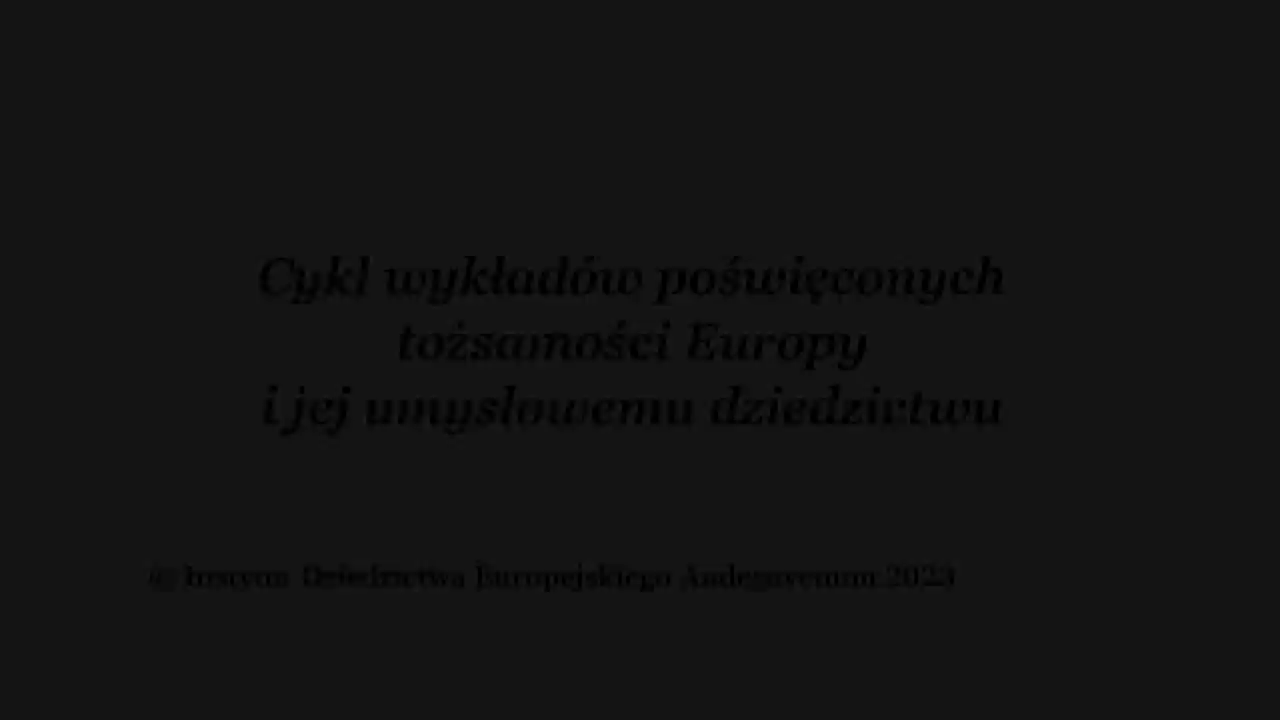 Cykl wykładów poświęconych
tożsamości Europy
i jej umysłowemu dziedzictwu
© Instytut Dziedzictwa Europejskiego Andegavenum 2023